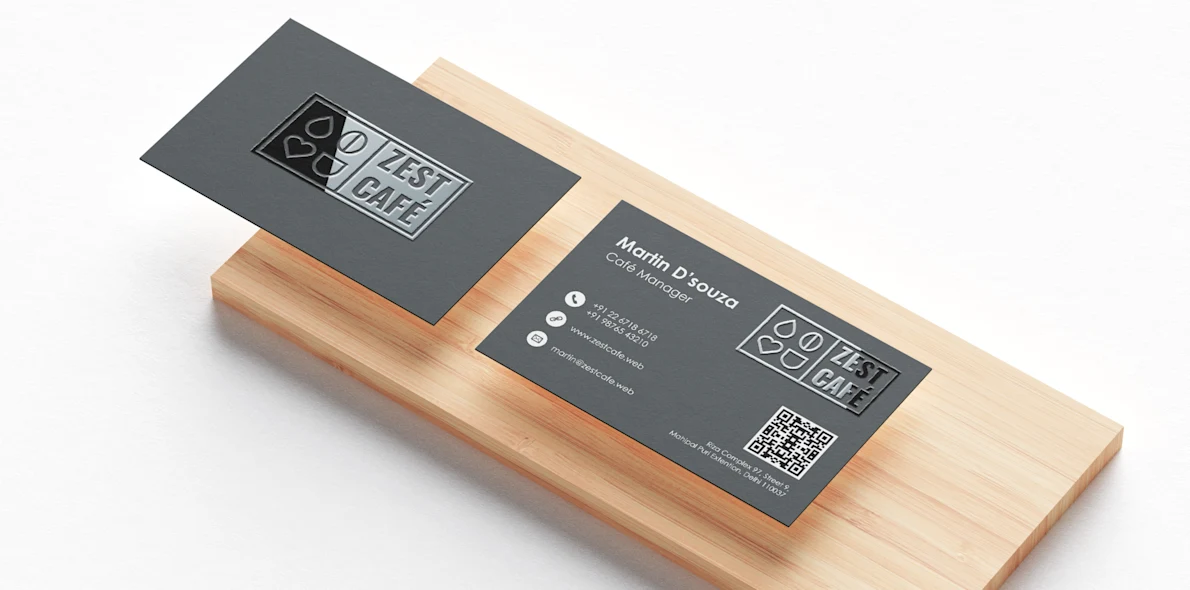 ZEST
CAFÉ
Martin D'souza
Café Manager
+91 22 6718 6718
+91 98765 43210
www.zestcafe.web
martin@zestcafe.web
ZEST
CAFÉ
Riza Complex 97, Street 9,
Mahipal Puri Extention, Delhi 110037